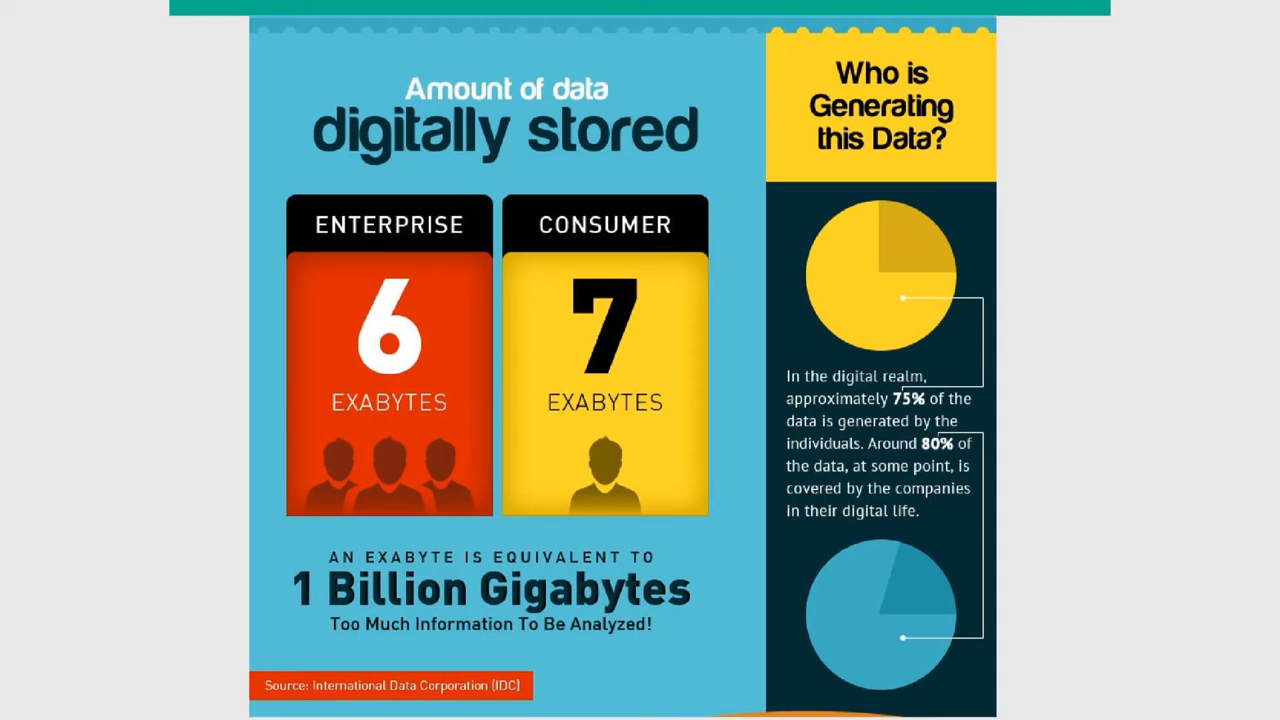 Amount of data
digitally stored
ENTERPRISE
6
EXABYTES
CONSUMER
7
EXABYTES
AN EXABYTE IS EQUIVALENT TO
1 Billion Gigabytes
Too Much Information To Be Analyzed!
Source: International Data Corporation (IDC)
Who is
Generating
this Data?
In the digital realm,
approximately 75% of the
data is generated by the
individuals. Around 80% of
the data, at some point, is
covered by the companies
in their digital life.